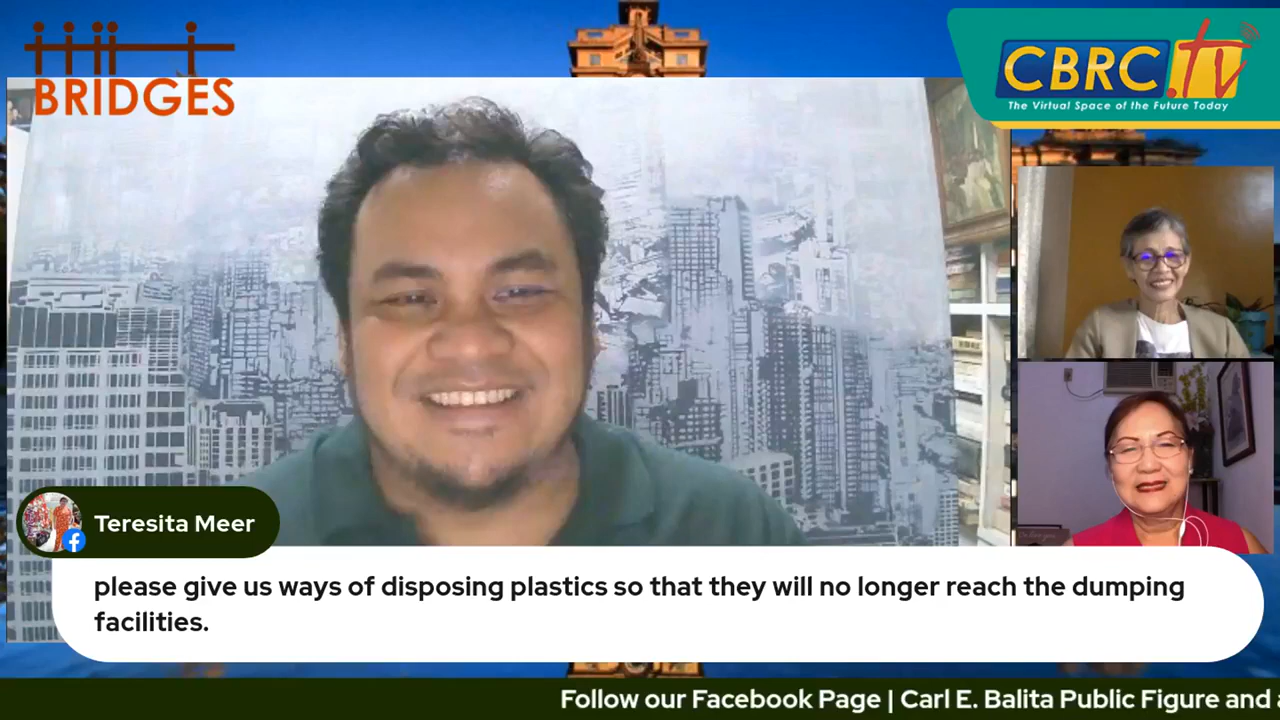 BRIDGES
CBRC.tv
The Virtual Space of the Future Today
Teresita Meer
please give us ways of disposing plastics so that they will no longer reach the dumping
facilities.
Follow our Facebook Page | Carl E. Balita Public Figure and